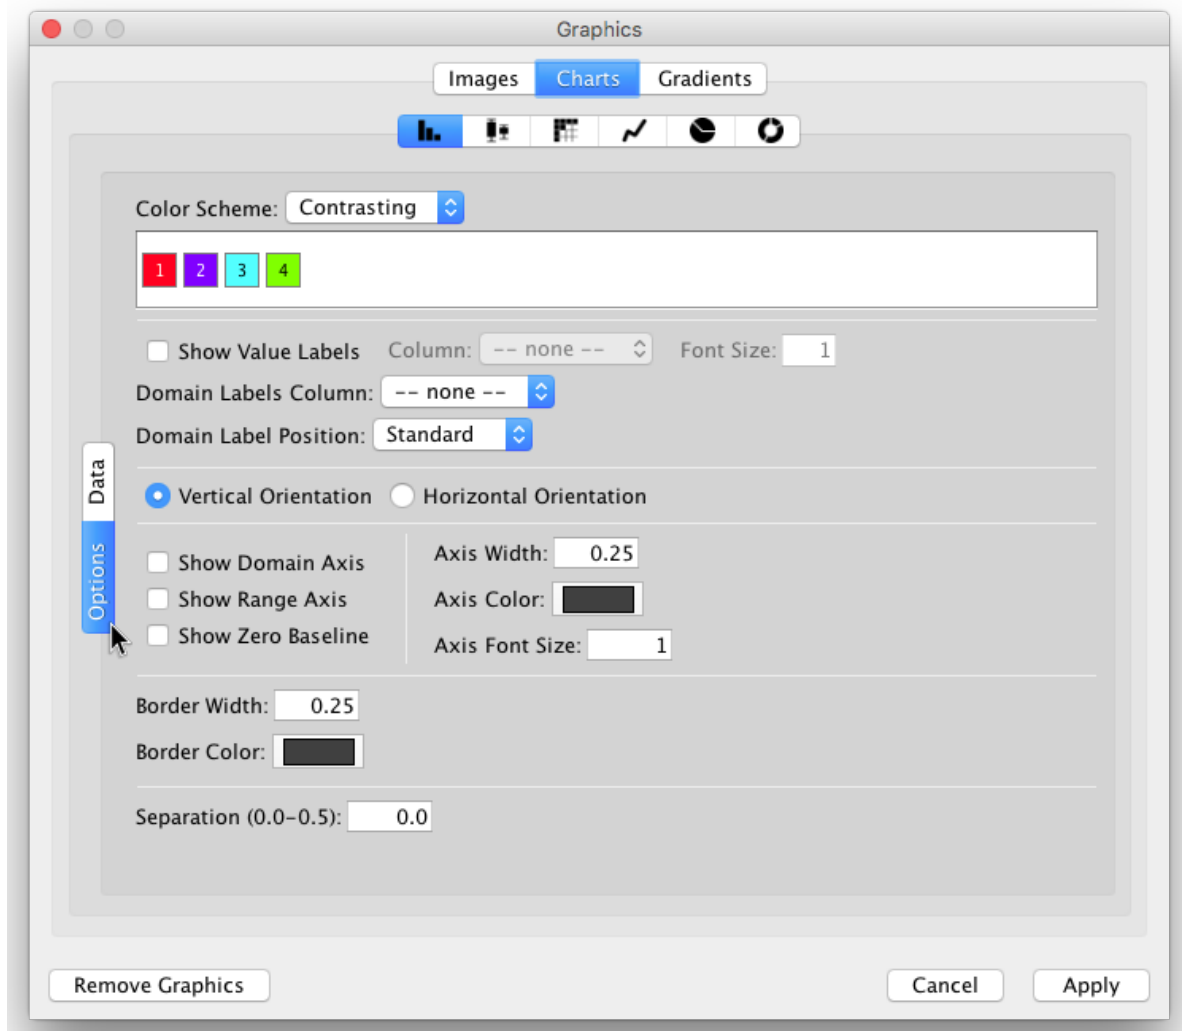 Graphics
Images Charts Gradients
Color Scheme: Contrasting
1 2 3 4
Show Value Labels Column: -- none -- Font Size: 1
Domain Labels Column: -- none --
Domain Label Position: Standard
Data
Vertical Orientation Horizontal Orientation
Options
Show Domain Axis Axis Width: 0.25
Show Range Axis Axis Color:
Show Zero Baseline Axis Font Size: 1
Border Width: 0.25
Border Color:
Separation (0.0-0.5): 0.0
Remove Graphics Cancel Apply